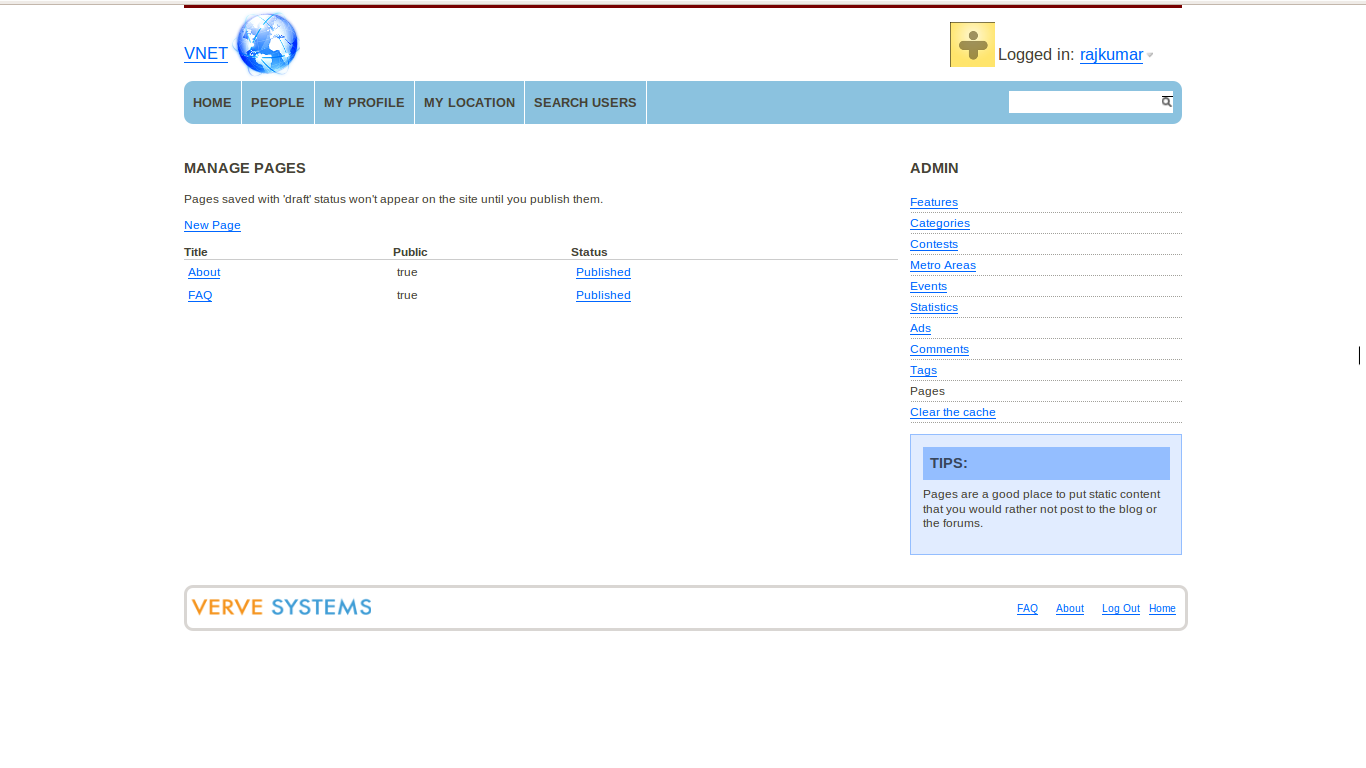 VNET
Logged in: rajkumar
HOME PEOPLE MY PROFILE MY LOCATION SEARCH USERS
MANAGE PAGES
Pages saved with 'draft' status won't appear on the site until you publish them.
New Page
Title Public Status
About true Published
FAQ true Published
ADMIN
Features
Categories
Contests
Metro Areas
Events
Statistics
Ads
Comments
Tags
Pages
Clear the cache
TIPS:
Pages are a good place to put static content
that you would rather not post to the blog or
the forums.
VERVE SYSTEMS
FAQ About Log Out Home